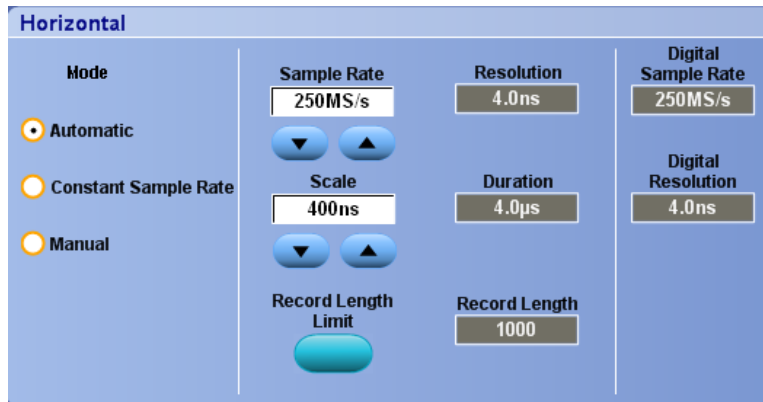 Horizontal
Mode
Automatic
Constant Sample Rate
Manual
Sample Rate
250MS/s
Scale
400ns
Record Length
Limit
Resolution
4.0ns
Duration
4.0µs
Record Length
1000
Digital
Sample Rate
250MS/s
Digital
Resolution
4.0ns